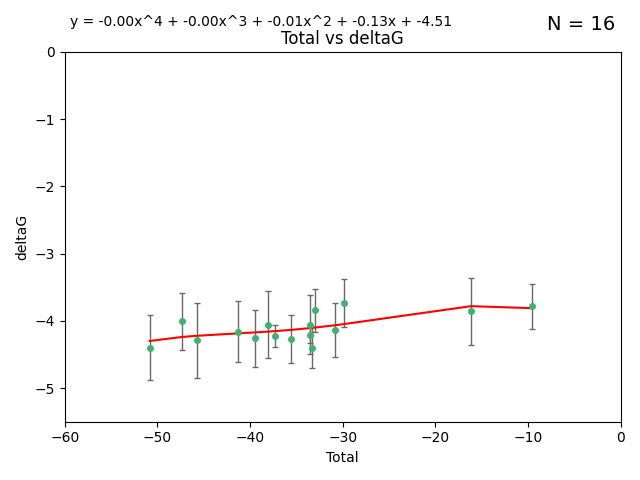 y = -0.00x^4 + -0.00x^3 + -0.01x^2 + -0.13x + -4.51
N = 16
Total vs deltaG
0
−1
−2
−3
−4
−5
deltaG
−60
−50
−40
−30
−20
−10
0
Total